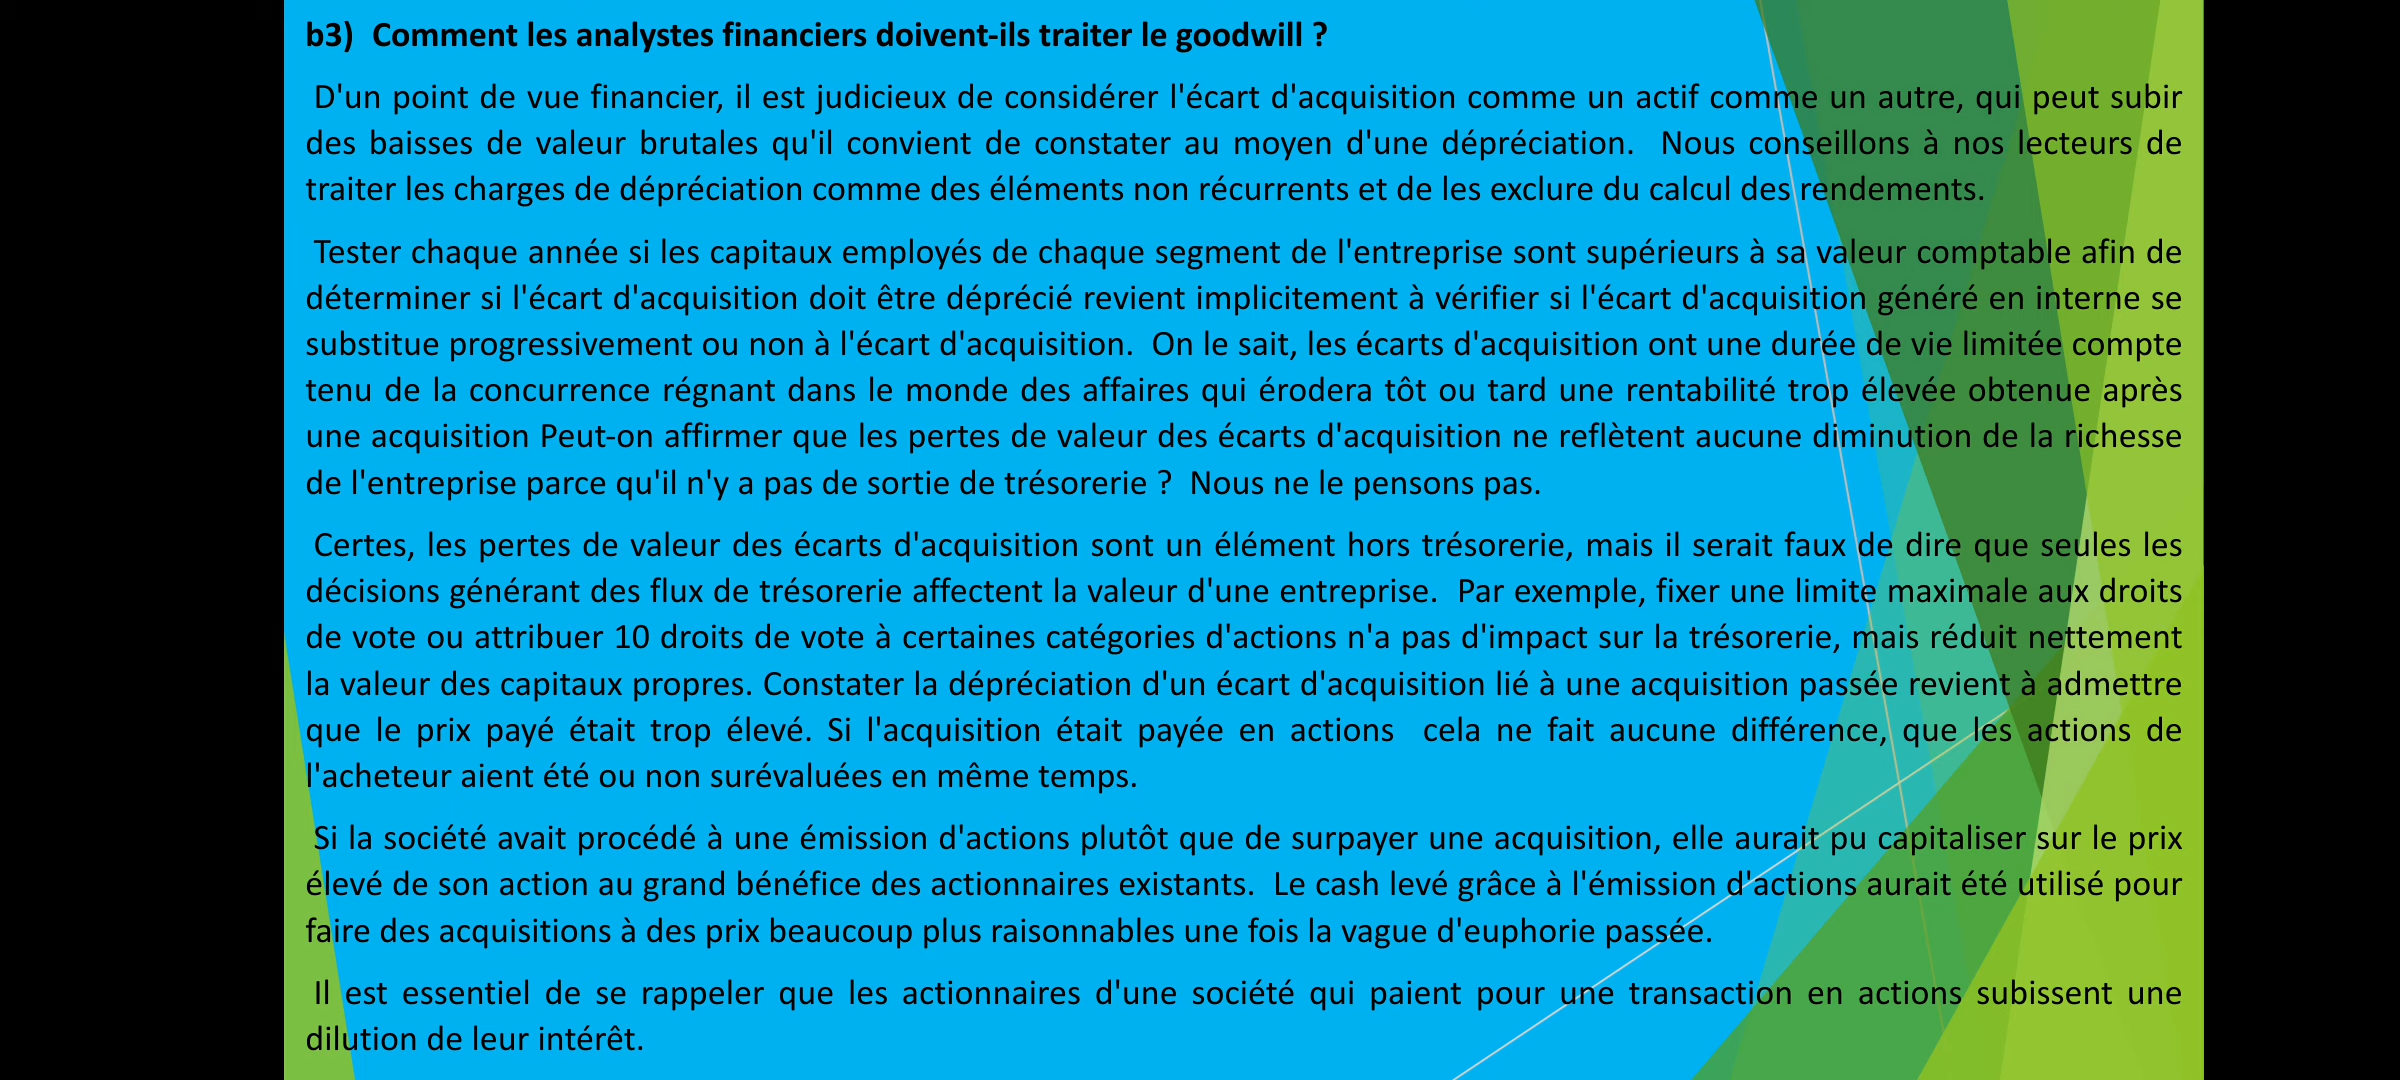 b3) Comment les analystes financiers doivent-ils traiter le goodwill ?
D'un point de vue financier, il est judicieux de considérer l'écart d'acquisition comme un actif comme un autre, qui peut subir
des baisses de valeur brutales qu'il convient de constater au moyen d'une dépréciation. Nous conseillons à nos lecteurs de
traiter les charges de dépréciation comme des éléments non récurrents et de les exclure du calcul des rendements.
Tester chaque année si les capitaux employés de chaque segment de l'entreprise sont supérieurs à sa valeur comptable afin de
déterminer si l'écart d'acquisition doit être déprécié revient implicitement à vérifier si l'écart d'acquisition généré en interne se
substitue progressivement ou non à l'écart d'acquisition. On le sait, les écarts d'acquisition ont une durée de vie limitée compte
tenu de la concurrence régnant dans le monde des affaires qui érodera tôt ou tard une rentabilité trop élevée obtenue après
une acquisition Peut-on affirmer que les pertes de valeur des écarts d'acquisition ne reflètent aucune diminution de la richesse
de l'entreprise parce qu'il n'y a pas de sortie de trésorerie ? Nous ne le pensons pas.
Certes, les pertes de valeur des écarts d'acquisition sont un élément hors trésorerie, mais il serait faux de dire que seules les
décisions générant des flux de trésorerie affectent la valeur d'une entreprise. Par exemple, fixer une limite maximale aux droits
de vote ou attribuer 10 droits de vote à certaines catégories d'actions n'a pas d'impact sur la trésorerie, mais réduit nettement
la valeur des capitaux propres. Constater la dépréciation d'un écart d'acquisition lié à une acquisition passée revient à admettre
que le prix payé était trop élevé. Si l'acquisition était payée en actions cela ne fait aucune différence, que les actions de
l'acheteur aient été ou non surévaluées en même temps.
Si la société avait procédé à une émission d'actions plutôt que de surpayer une acquisition, elle aurait pu capitaliser sur le prix
élevé de son action au grand bénéfice des actionnaires existants. Le cash levé grâce à l'émission d'actions aurait été utilisé pour
faire des acquisitions à des prix beaucoup plus raisonnables une fois la vague d'euphorie passée.
Il est essentiel de se rappeler que les actionnaires d'une société qui paient pour une transaction en actions subissent une
dilution de leur intérêt.